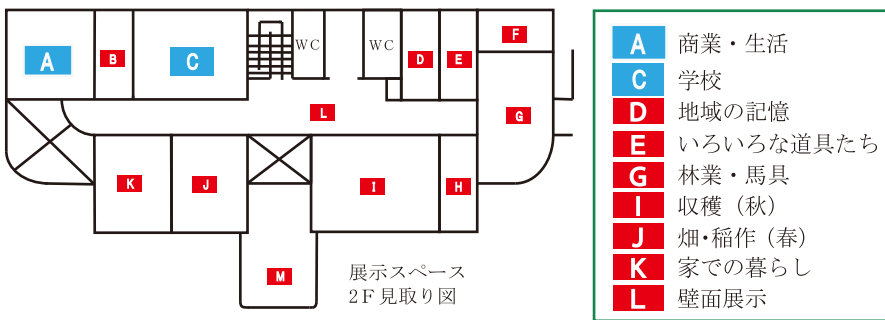 A
B
C
WC
WC
D
E
F
G
L
K
J
I
H
M
展示スペース
2F見取り図
A 商業・生活
C 学校
D 地域の記憶
E いろいろな道具たち
G 林業・馬具
I 収穫（秋）
J 畑・稲作（春）
K 家での暮らし
L 壁面展示